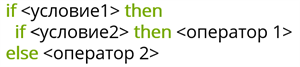 if <условие1> then
if <условие2> then <оператор 1>
else <оператор 2>